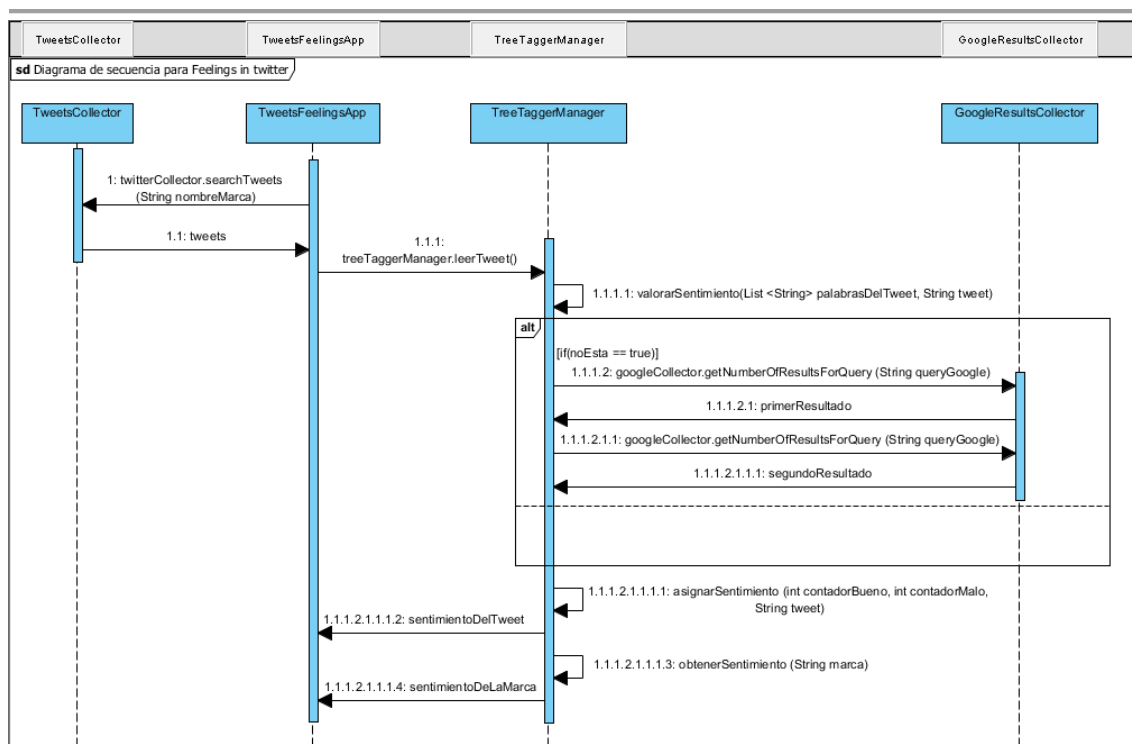 TweetsCollector
TweetsFeelingsApp
TreeTaggerManager
GoogleResultsCollector
sd Diagrama de secuencia para Feelings in twitter
TweetsCollector
TweetsFeelingsApp
TreeTaggerManager
GoogleResultsCollector
1: twitterCollector.searchTweets
(String nombreMarca)
1.1: tweets
1.1.1:
treeTaggerManager.leerTweet()
1.1.1.1: valorarSentimiento(List <String> palabrasDelTweet, String tweet)
alt
[if(noEsta == true)]
1.1.1.2: googleCollector.getNumberOfResultsForQuery (String queryGoogle)
1.1.1.2.1: primerResultado
1.1.1.2.1.1: googleCollector.getNumberOfResultsForQuery (String queryGoogle)
1.1.1.2.1.1.1: segundoResultado
1.1.1.2.1.1.1.1: asignarSentimiento (int contadorBueno, int contadorMalo,
String tweet)
1.1.1.2.1.1.1.2: sentimientoDelTweet
1.1.1.2.1.1.1.3: obtenerSentimiento (String marca)
1.1.1.2.1.1.1.4: sentimientoDeLaMarca